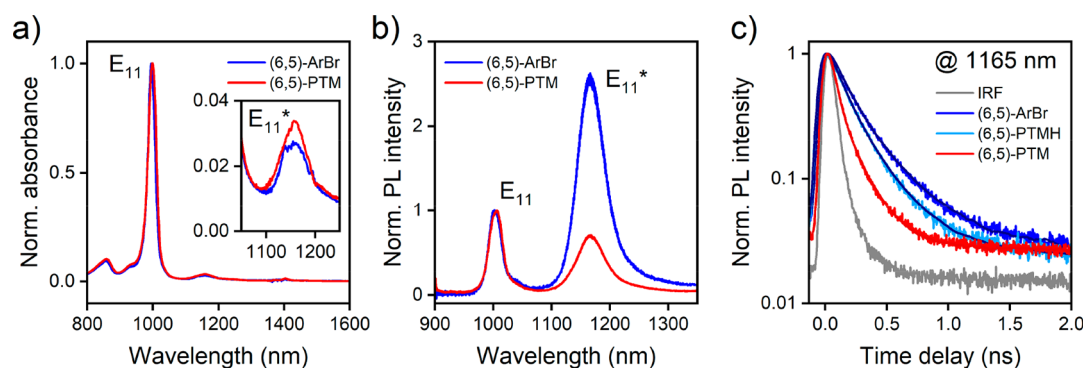 a)
E11
(6,5)-ArBr
(6,5)-PTM
E11*
0.04
0.02
0.00
1100 1200
1.0
0.5
0.0
Norm. absorbance
800 1000 1200 1400 1600
Wavelength (nm)
b)
(6,5)-ArBr
(6,5)-PTM
E11*
E11
3
2
1
0
Norm. PL intensity
900 1000 1100 1200 1300
Wavelength (nm)
c)
@ 1165 nm
IRF
(6,5)-ArBr
(6,5)-PTMH
(6,5)-PTM
1
0.1
0.01
Norm. PL intensity
0.0 0.5 1.0 1.5 2.0
Time delay (ns)